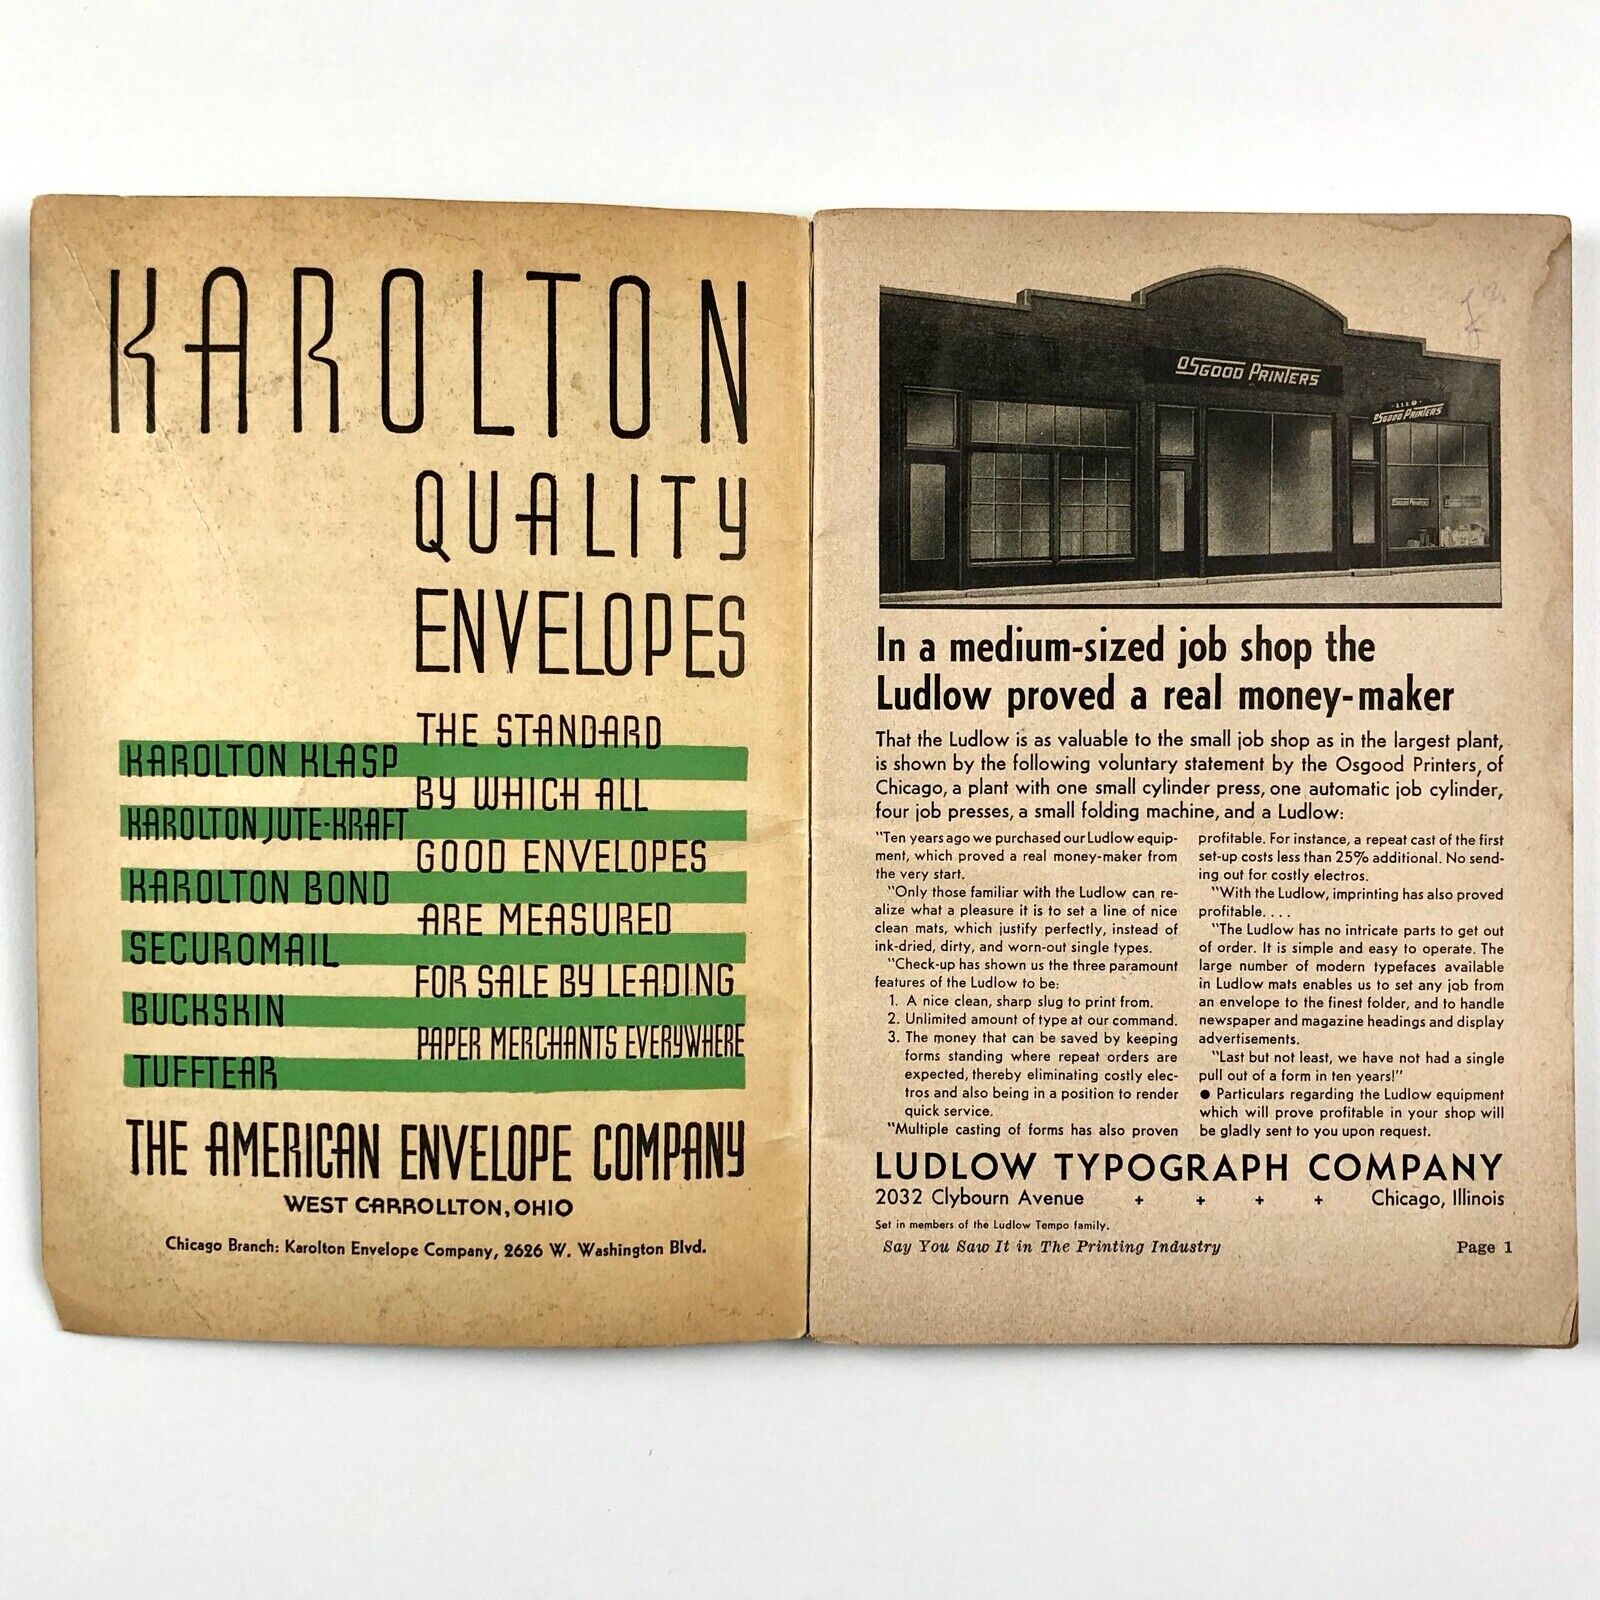 KAROLTON
QUALITY
ENVELOPES
THE STANDARD
BY WHICH ALL
GOOD ENVELOPES
ARE MEASURED
FOR SALE BY LEADING
PAPER MERCHANTS EVERYWHERE
KAROLTON KLASP
KAROLTON JUTE-KRAFT
KAROLTON BOND
SECUROMAIL
BUCKSKIN
TUFFTEAR
THE AMERICAN ENVELOPE COMPANY
WEST CARROLLTON, OHIO
Chicago Branch: Karolton Envelope Company, 2626 W. Washington Blvd.
OSGOOD PRINTERS
OSGOOD PRINTERS
OSGOOD PRINTERS
In a medium-sized job shop the
Ludlow proved a real money-maker
That the Ludlow is as valuable to the small job shop as in the largest plant,
is shown by the following voluntary statement by the Osgood Printers, of
Chicago, a plant with one small cylinder press, one automatic job cylinder,
four job presses, a small folding machine, and a Ludlow:
"Ten years ago we purchased our Ludlow equip-
ment, which proved a real money-maker from
the very start.
"Only those familiar with the Ludlow can re-
alize what a pleasure it is to set a line of nice
clean mats, which justify perfectly, instead of
ink-dried, dirty, and worn-out single types.
"Check-up has shown us the three paramount
features of the Ludlow to be:
1. A nice clean, sharp slug to print from.
2. Unlimited amount of type at our command.
3. The money that can be saved by keeping
forms standing where repeat orders are
expected, thereby eliminating costly elec-
tros and also being in a position to render
quick service.
"Multiple casting of forms has also proven
profitable. For instance, a repeat cast of the first
set-up costs less than 25% additional. No send-
ing out for costly electros.
"With the Ludlow, imprinting has also proved
profitable. . . .
"The Ludlow has no intricate parts to get out
of order. It is simple and easy to operate. The
large number of modern typefaces available
in Ludlow mats enables us to set any job from
an envelope to the finest folder, and to handle
newspaper and magazine headings and display
advertisements.
"Last but not least, we have not had a single
pull out of a form in ten years!"
● Particulars regarding the Ludlow equipment
which will prove profitable in your shop will
be gladly sent to you upon request.
LUDLOW TYPOGRAPH COMPANY
2032 Clybourn Avenue + + + + Chicago, Illinois
Set in members of the Ludlow Tempo family.
Say You Saw It in The Printing Industry Page 1